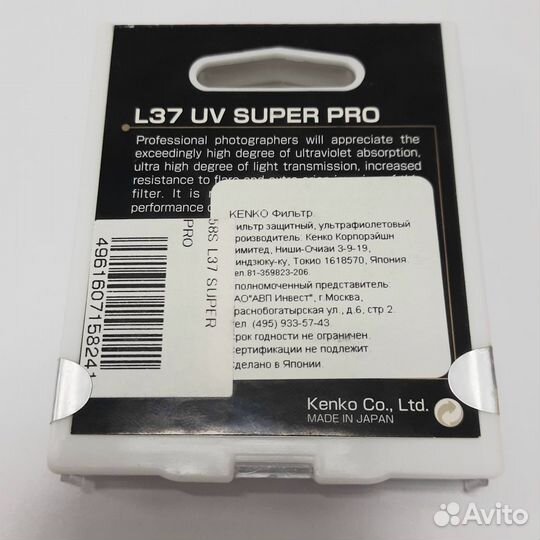 L37 UV SUPER PRO
Professional photographers will appreciate the
exceedingly high degree of ultraviolet absorption,
ultra high degree of light transmission, increased
resistance to flare and
filter. It is
performance
58S L37 SUPER
PRO
4961607158241
KENKO Фильтр.
ильтр защитный, ультрафиолетовый
роизводитель: Кенко Корпорэйшн
имитед, Ниши-Очиаи 3-9-19,
индзюку-ку, Токио 1618570, Япония
ел.81-359823-206.
полномоченный представитель:
АО"АВП Инвест", г.Москва,
раснобогатырская ул., д.6, стр 2.
ел. (495) 933-57-43
рок годности не ограничен.
ертификации не подлежит.
делано в Японии.
Kenko Co., Ltd.
MADE IN JAPAN
Avito